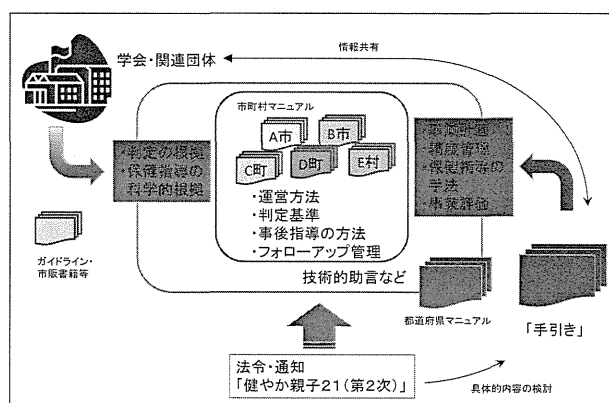 学会・関連団体
情報共有
市町村マニュアル
A市
B市
C町
D町
E村
・運営方法
・判定基準
・事後指導の方法
・フォローアップ管理
・判定の根拠
・保健指導の
科学的根拠
・事業計画
・精度管理
・保健指導の
手法
・事業評価
ガイドライン・
市販書籍等
技術的助言など
都道府県マニュアル
「手引き」
法令・通知
「健やか親子21(第2次)」
具体的内容の検討